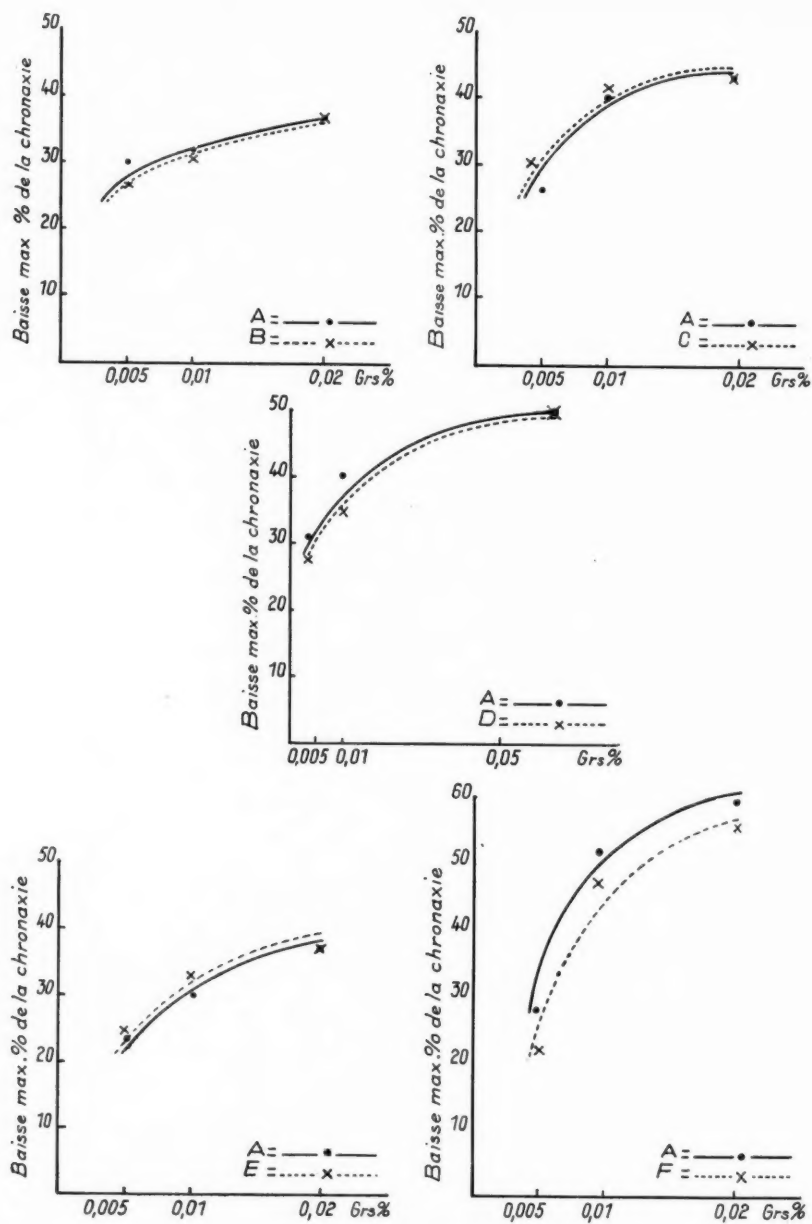 Baisse max % de la chronaxie
50
40
30
20
10
A =
B =
0,005 0,01 0,02 Grs%
Baisse max. % de la chronaxie
50
40
30
20
10
A =
C =
0,005 0,01 0,02 Grs%
Baisse max. % de la chronaxie
50
40
30
20
10
A =
D =
0,005 0,01 0,05 Grs%
Baisse max. % de la chronaxie
50
40
30
20
10
A =
E =
0,005 0,01 0,02 Grs%
Baisse max. % de la chronaxie
60
50
40
30
20
10
A =
F =
0,005 0,01 0,02 Grs%